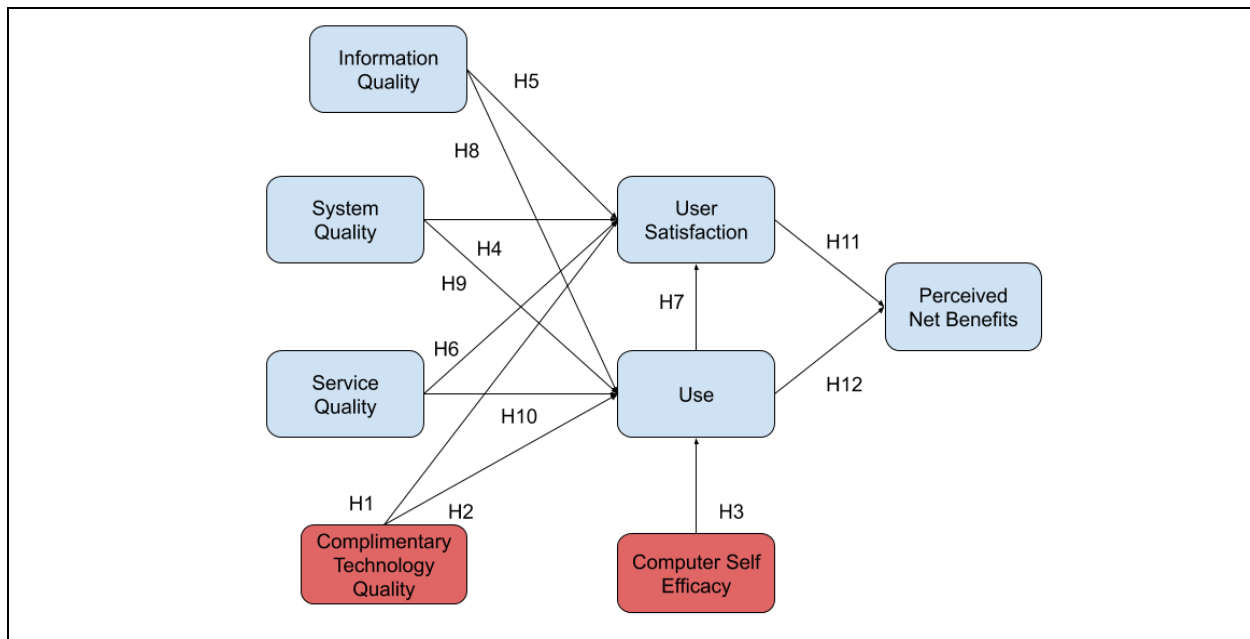 Information
Quality
H5
H8
System
Quality
User
Satisfaction
H4
H11
H9
H7
Perceived
Net Benefits
H6
Service
Quality
Use
H12
H10
H1
H2
H3
Complimentary
Technology
Quality
Computer Self
Efficacy